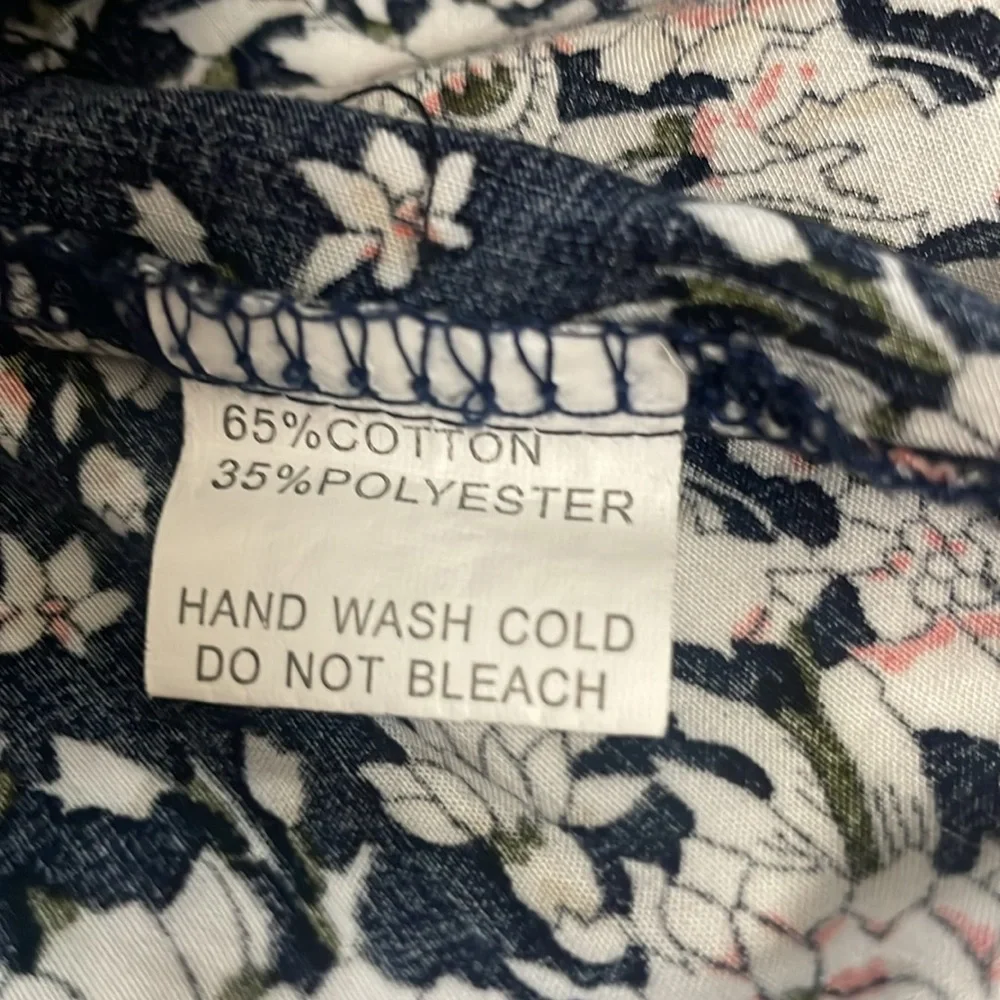 65%COTTON
35%POLYESTER
HAND WASH COLD
DO NOT BLEACH